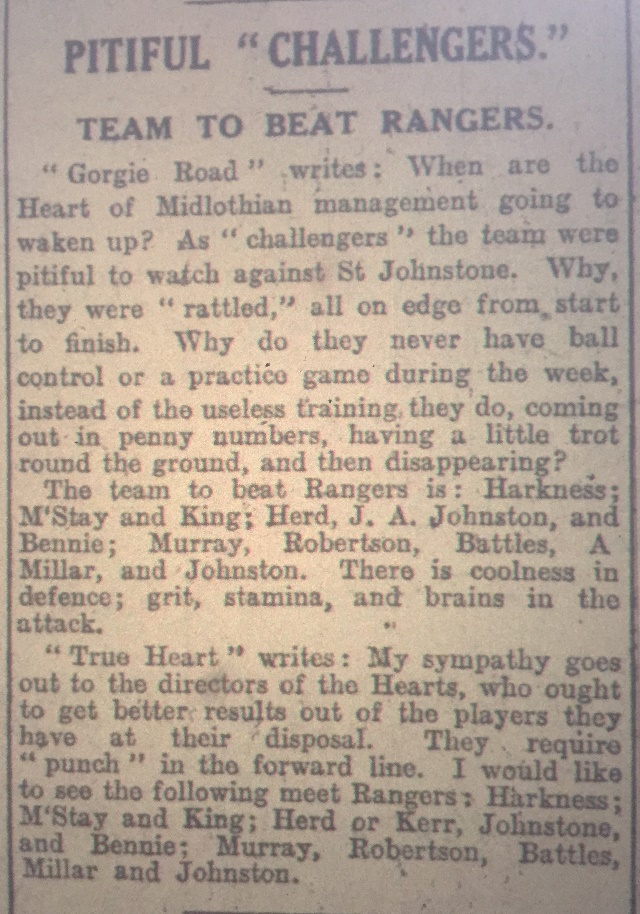 PITIFUL "CHALLENGERS."
TEAM TO BEAT RANGERS.
"Gorgie Road" writes: When are the
Heart of Midlothian management going to
waken up? As "challengers" the team were
pitiful to watch against St Johnstone. Why,
they were "rattled," all on edge from start
to finish. Why do they never have ball
control or a practice game during the week,
instead of the useless training they do, coming
out in penny numbers, having a little trot
round the ground, and then disappearing?
The team to beat Rangers is: Harkness;
M'Stay and King; Herd, J. A. Johnston, and
Bennie; Murray, Robertson, Battles, A
Millar, and Johnston. There is coolness in
defence; grit, stamina, and brains in the
attack.
"True Heart" writes: My sympathy goes
out to the directors of the Hearts, who ought
to get better results out of the players they
have at their disposal. They require
"punch" in the forward line. I would like
to see the following meet Rangers: Harkness;
M'Stay and King; Herd or Kerr, Johnstone,
and Bennie; Murray, Robertson, Battles,
Millar and Johnston.